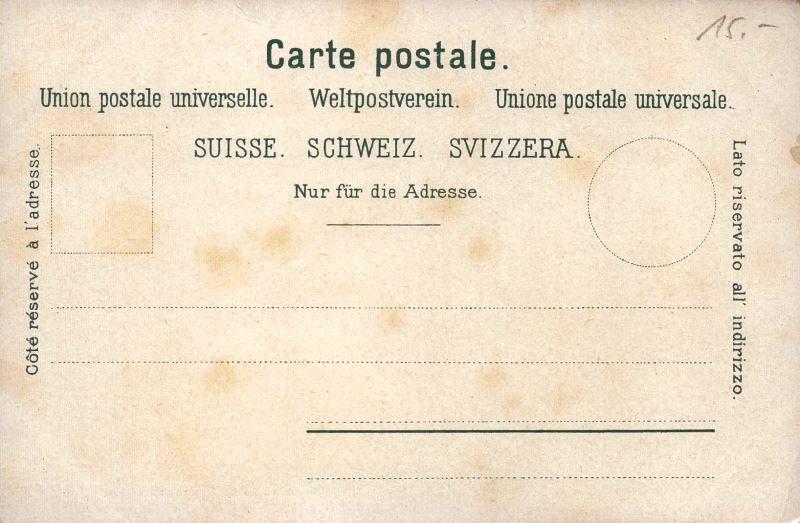 15.-
Carte postale.
Union postale universelle. Weltpostverein. Unione postale universale.
SUISSE. SCHWEIZ. SVIZZERA.
Nur für die Adresse.
Côté réservé à l'adresse.
Lato riservato all' indirizzo.